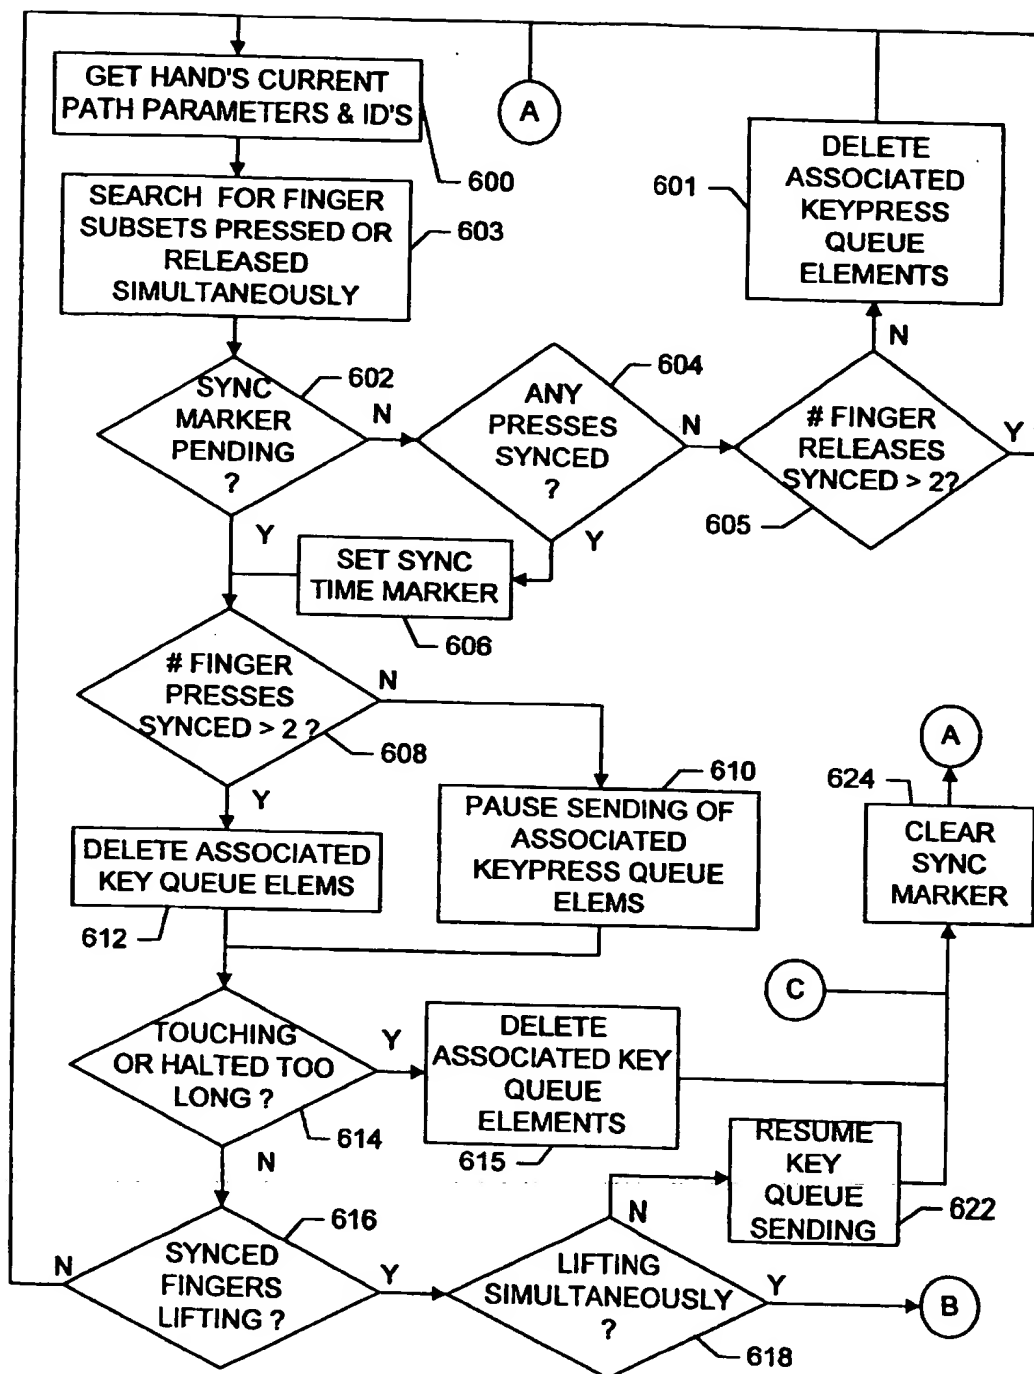 GET HAND'S CURRENT
PATH PARAMETERS & ID'S
600
A
DELETE
ASSOCIATED
KEYPRESS
QUEUE
ELEMENTS
601
SEARCH FOR FINGER
SUBSETS PRESSED OR
RELEASED
SIMULTANEOUSLY
603
SYNC
MARKER
PENDING
?
602
N
Y
ANY
PRESSES
SYNCED
?
604
N
Y
# FINGER
RELEASES
SYNCED > 2?
605
N
Y
SET SYNC
TIME MARKER
606
# FINGER
PRESSES
SYNCED > 2 ?
608
N
Y
PAUSE SENDING OF
ASSOCIATED
KEYPRESS QUEUE
ELEMS
610
DELETE ASSOCIATED
KEY QUEUE ELEMS
612
A
624
CLEAR
SYNC
MARKER
C
TOUCHING
OR HALTED TOO
LONG ?
614
Y
N
DELETE
ASSOCIATED KEY
QUEUE
ELEMENTS
615
RESUME
KEY
QUEUE
SENDING
622
SYNCED
FINGERS
LIFTING ?
616
N
Y
LIFTING
SIMULTANEOUSLY
?
618
N
Y
B